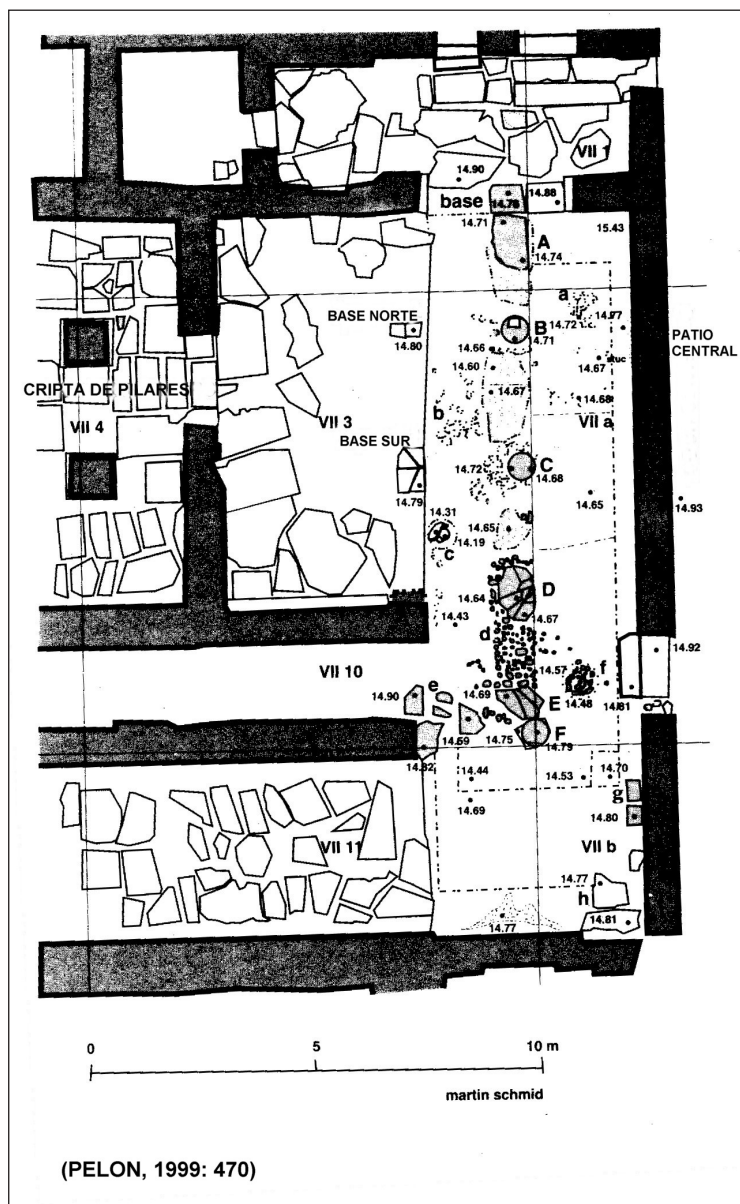 VII 1
14.90
14.88
base
14.78
14.71
15.43
A
14.74
a
14.72
14.77
BASE NORTE
B
14.80
14.71
PATIO
CENTRAL
14.66
14.60
14.67
CRIPTA DE PILARES
14.67
14.68
b
VII 4
VII 3
VII a
BASE SUR
C
14.72
14.68
14.79
14.65
14.93
14.31
14.65
14.19
c
D
14.64
14.67
14.43
d
14.92
VII 10
14.57
f
e
14.90
14.69
14.48
14.81
E
F
14.69
14.75
14.79
14.82
14.44
14.53
14.70
g
14.69
14.80
VII 11
VII b
14.77
h
14.77
14.81
0
5
10 m
martin schmid
(PELON, 1999: 470)